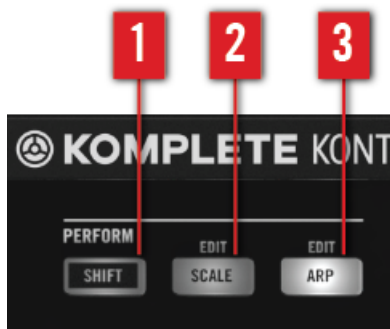 1 2 3
KOMPLETE KONT
PERFORM
EDIT EDIT
SHIFT SCALE ARP